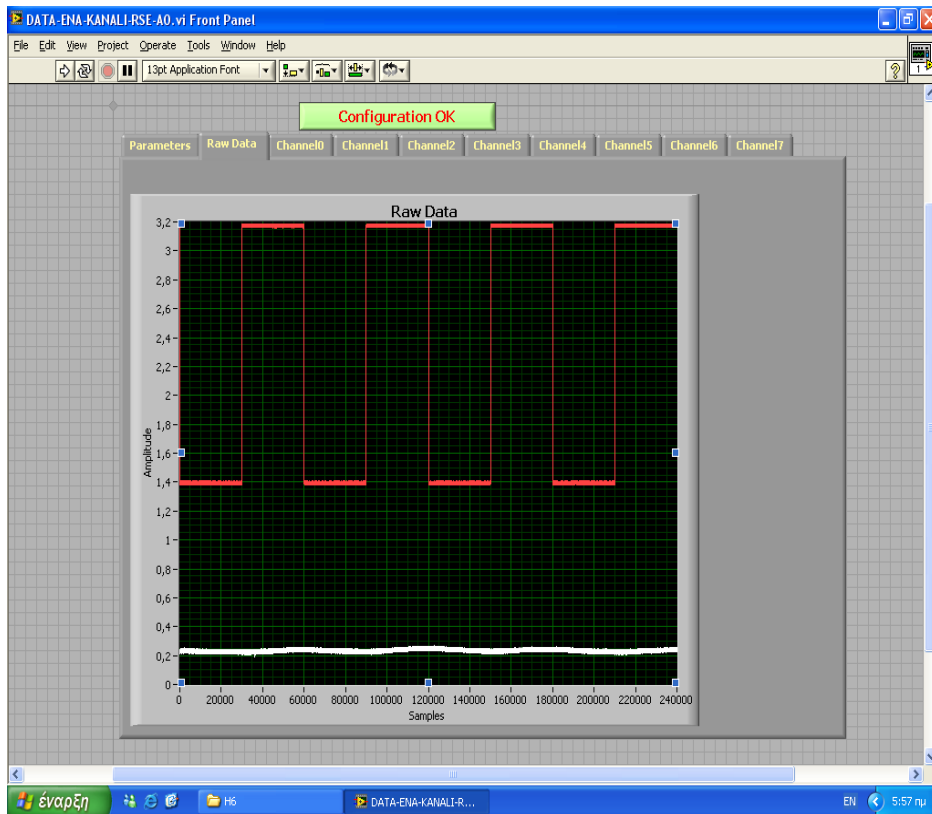 DATA-ENA-KANALI-RSE-AO.vi Front Panel
File Edit View Project Operate Tools Window Help
13pt Application Font
?
1
Configuration OK
Parameters Raw Data Channel0 Channel1 Channel2 Channel3 Channel4 Channel5 Channel6 Channel7
Raw Data
3,2
3
2,8
2,6
2,4
2,2
2
1,8
1,6
1,4
1,2
1
0,8
0,6
0,4
0,2
0
Amplitude
0 20000 40000 60000 80000 100000 120000 140000 160000 180000 200000 220000 240000
Samples
έναρξη H6 DATA-ENA-KANALI-R... EN 5:57 πμ